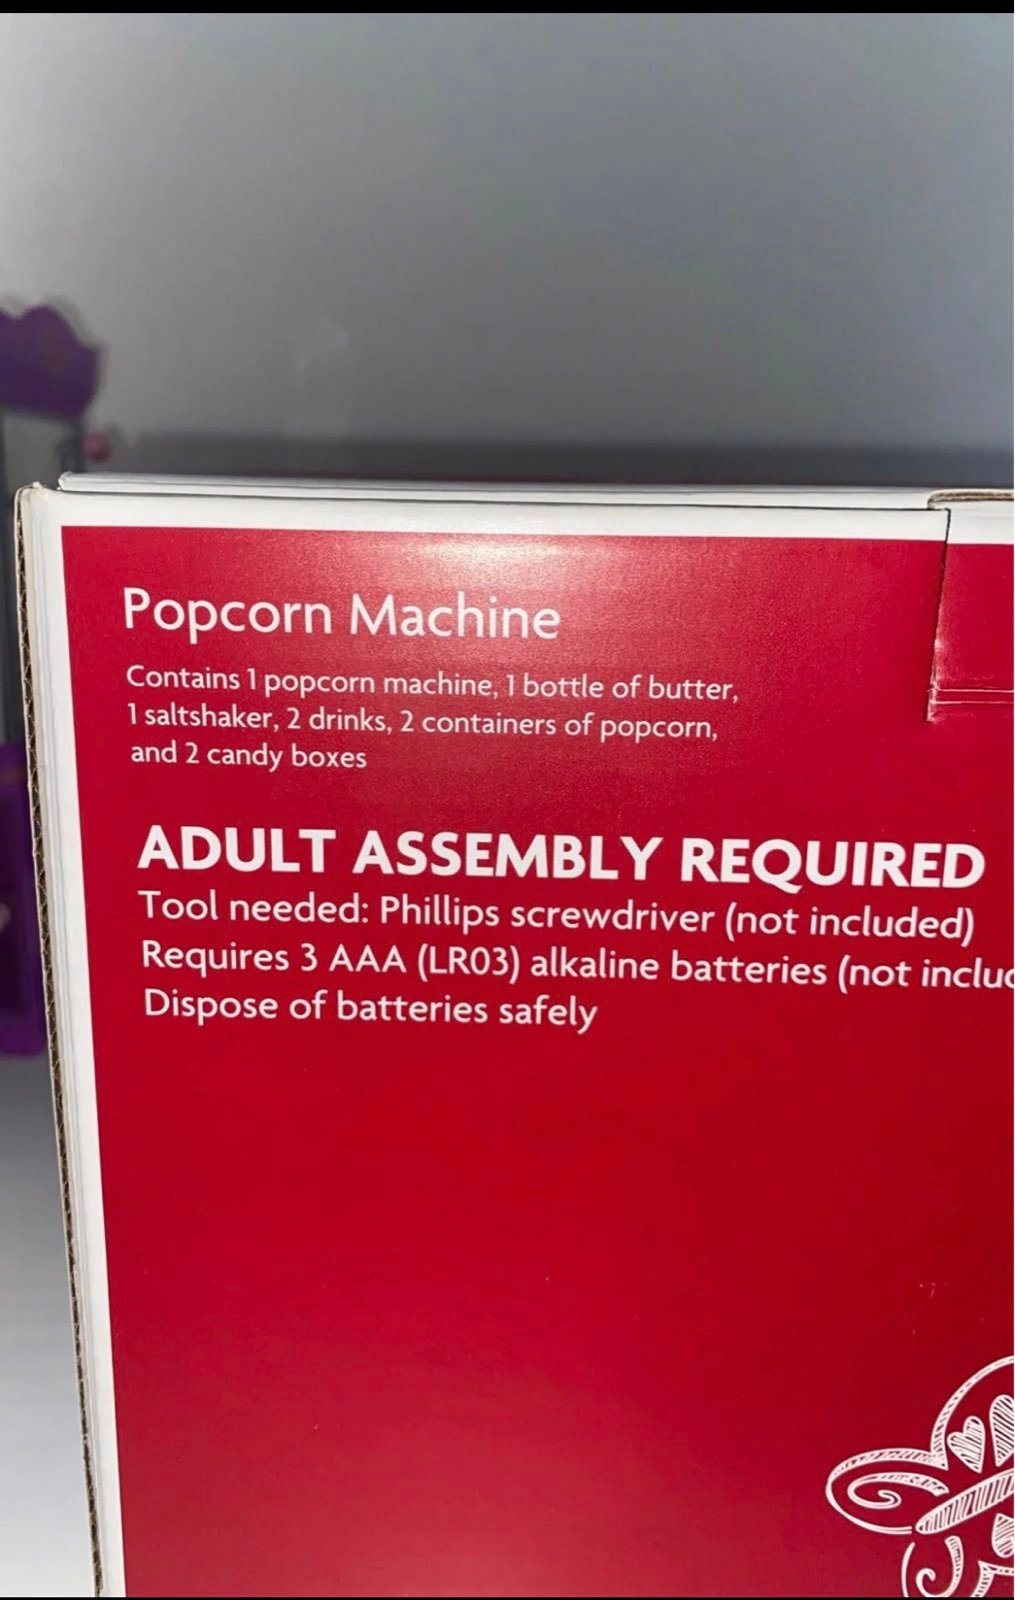 Popcorn Machine
Contains 1 popcorn machine, 1 bottle of butter,
1 saltshaker, 2 drinks, 2 containers of popcorn,
and 2 candy boxes
ADULT ASSEMBLY REQUIRED
Tool needed: Phillips screwdriver (not included)
Requires 3 AAA (LR03) alkaline batteries (not
Dispose of batteries safely